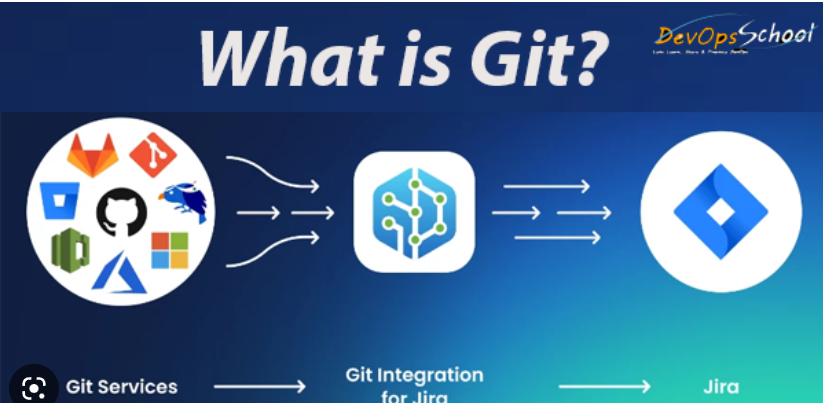 What is Git?
DevOpsSchool
Git Services
Git Integration
for Jira
Jira